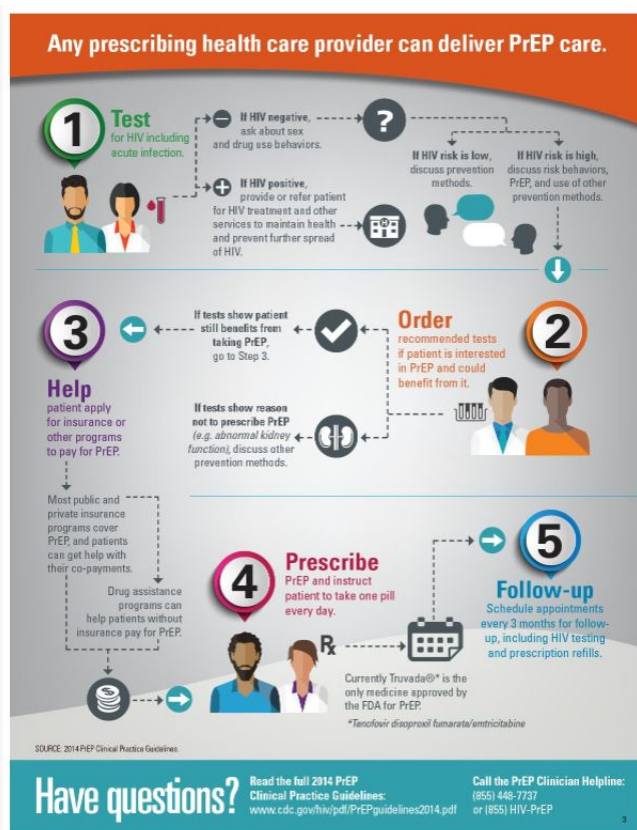 Any prescribing health care provider can deliver PrEP care.
1
Test
for HIV including
acute infection.
If HIV negative,
ask about sex
and drug use behaviors.
?
If HIV risk is low,
discuss prevention
methods.
If HIV risk is high,
discuss risk behaviors,
PrEP, and use of other
prevention methods.
If HIV positive,
provide or refer patient
for HIV treatment and other
services to maintain health
and prevent further spread
of HIV.
2
Order
recommended tests
if patient is interested
in PrEP and could
benefit from it.
If tests show patient
still benefits from
taking PrEP,
go to Step 3.
If tests show reason
not to prescribe PrEP
(e.g. abnormal kidney
function), discuss other
prevention methods.
3
Help
patient apply
for insurance or
other programs
to pay for PrEP.
Most public and
private insurance
programs cover
PrEP, and patients
can get help with
their co-payments.
Drug assistance
programs can
help patients without
insurance pay for PrEP.
4
Prescribe
PrEP and instruct
patient to take one pill
every day.
Rx
Currently Truvada®* is the
only medicine approved by
the FDA for PrEP.
*Tenofovir disoproxil fumarate/emtricitabine
5
Follow-up
Schedule appointments
every 3 months for follow-
up, including HIV testing
and prescription refills.
SOURCE: 2014 PrEP Clinical Practice Guidelines.
Have questions?
Read the full 2014 PrEP
Clinical Practice Guidelines:
www.cdc.gov/hiv/pdf/PrEPguidelines2014.pdf
Call the PrEP Clinician Helpline:
(855) 448-7737
or (855) HIV-PrEP
3